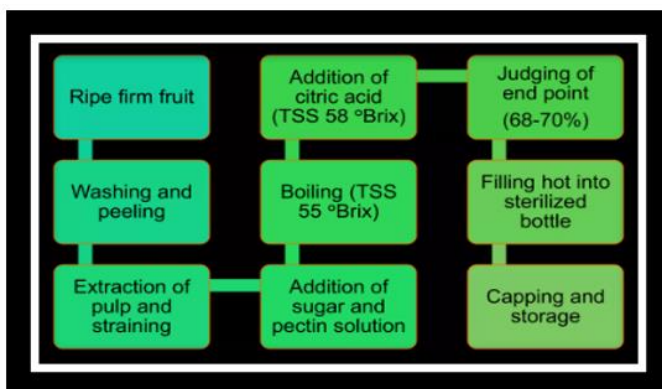 Ripe firm fruit
Washing and
peeling
Extraction of
pulp and
straining
Addition of
sugar and
pectin solution
Boiling (TSS
55 ºBrix)
Addition of
citric acid
(TSS 58 ºBrix)
Judging of
end point
(68-70%)
Filling hot into
sterilized
bottle
Capping and
storage